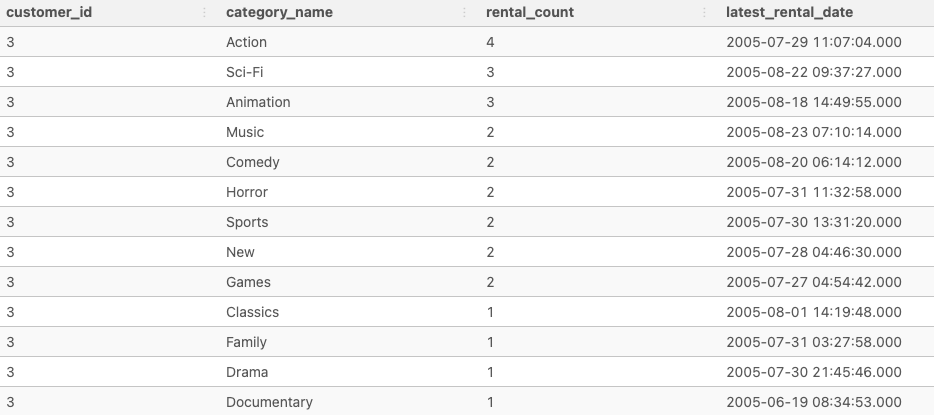 customer_id category_name rental_count latest_rental_date
3 Action 4 2005-07-29 11:07:04.000
3 Sci-Fi 3 2005-08-22 09:37:27.000
3 Animation 3 2005-08-18 14:49:55.000
3 Music 2 2005-08-23 07:10:14.000
3 Comedy 2 2005-08-20 06:14:12.000
3 Horror 2 2005-07-31 11:32:58.000
3 Sports 2 2005-07-30 13:31:20.000
3 New 2 2005-07-28 04:46:30.000
3 Games 2 2005-07-27 04:54:42.000
3 Classics 1 2005-08-01 14:19:48.000
3 Family 1 2005-07-31 03:27:58.000
3 Drama 1 2005-07-30 21:45:46.000
3 Documentary 1 2005-06-19 08:34:53.000